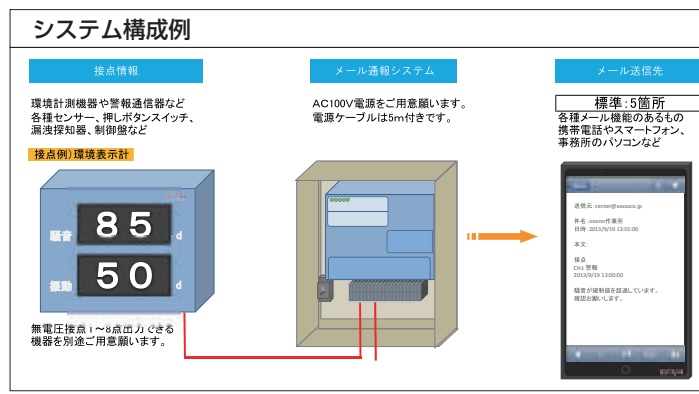 システム構成例
接点情報
環境計測機器や警報通信器など
各種センサー、押しボタンスイッチ、
漏洩探知器、制御盤など
接点例)環境表示計
騒音 85 d
振動 50 d
無電圧接点1～8点出力できる
機器を別途ご用意願います。
メール通報システム
AC100V電源をご用意願います。
電源ケーブルは5m付きです。
メール送信先
標準:5箇所
各種メール機能のあるもの
携帯電話やスマートフォン、
事務所のパソコンなど
送信元:center@xxxxco.jp
件名:ooooo作業所
日時:2013/9/19 13:01:00
本文:
接点
CH1 警報
2013/9/19 13:00:00
騒音が規制値を超過しています。
確認お願いします。